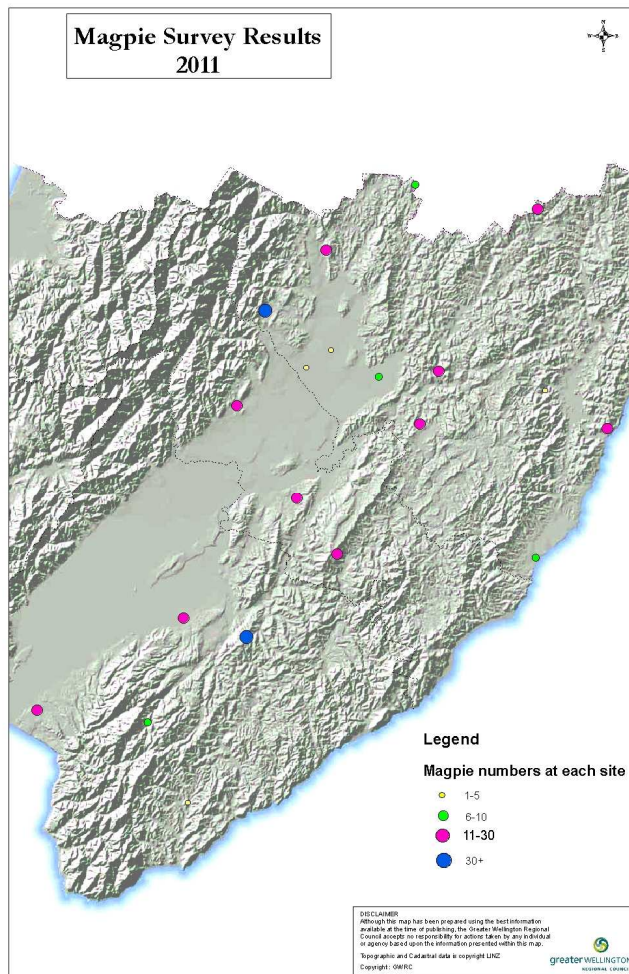 Magpie Survey Results
2011
N
W E
S
Legend
Magpie numbers at each site
1-5
6-10
11-30
30+
DISCLAIMER
Although this map has been prepared using the best information
available at the time of publishing, the Greater Wellington Regional
Council accepts no responsibility for actions taken by any individual
or agency based upon the information presented within this map.
Topographic and Cadastral data is copyright LINZ
Copyright: GWRC
greater WELLINGTON
REGIONAL COUNCIL